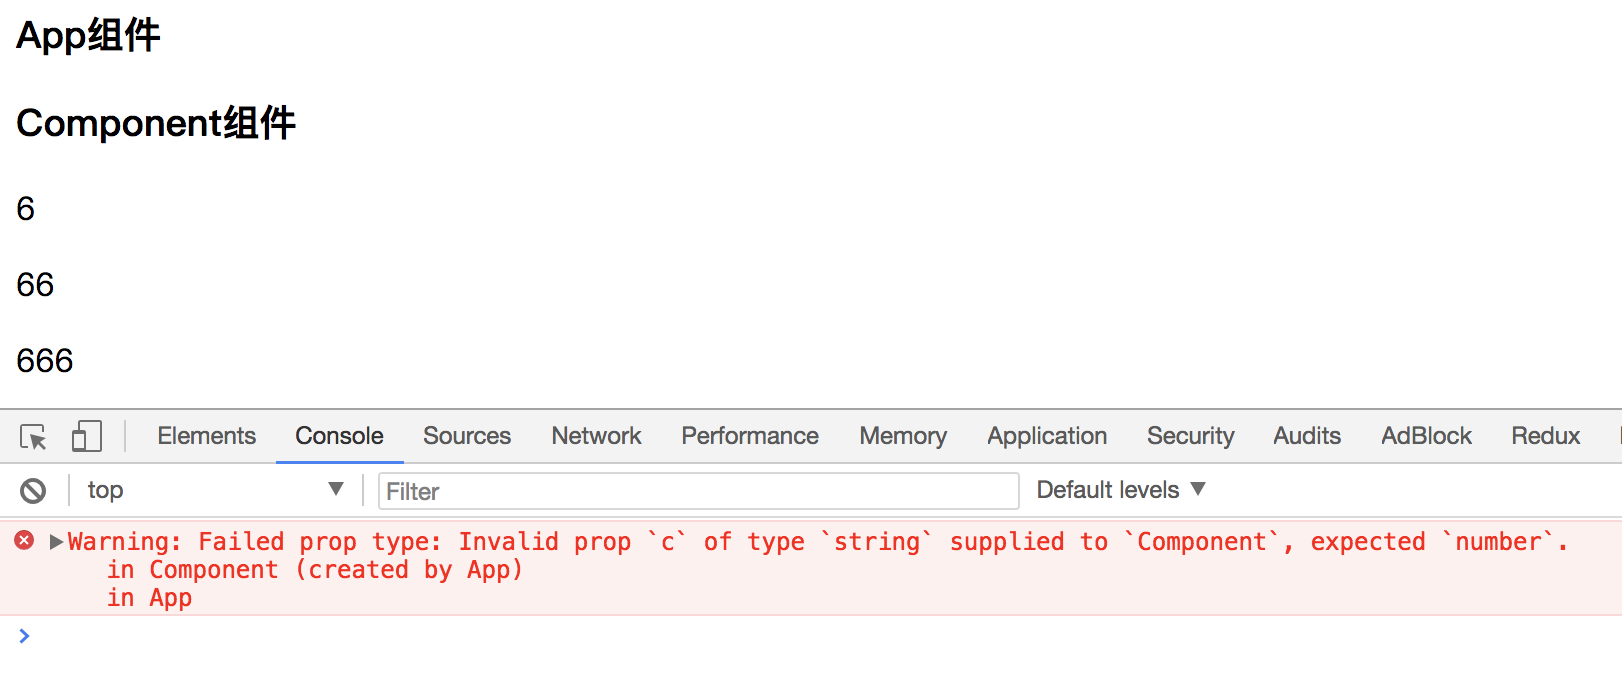 App组件
Component组件
6
66
666
Elements Console Sources Network Performance Memory Application Security Audits AdBlock Redux
top ▼ Filter Default levels ▼
▶Warning: Failed prop type: Invalid prop `c` of type `string` supplied to `Component`, expected `number`.
in Component (created by App)
in App
>